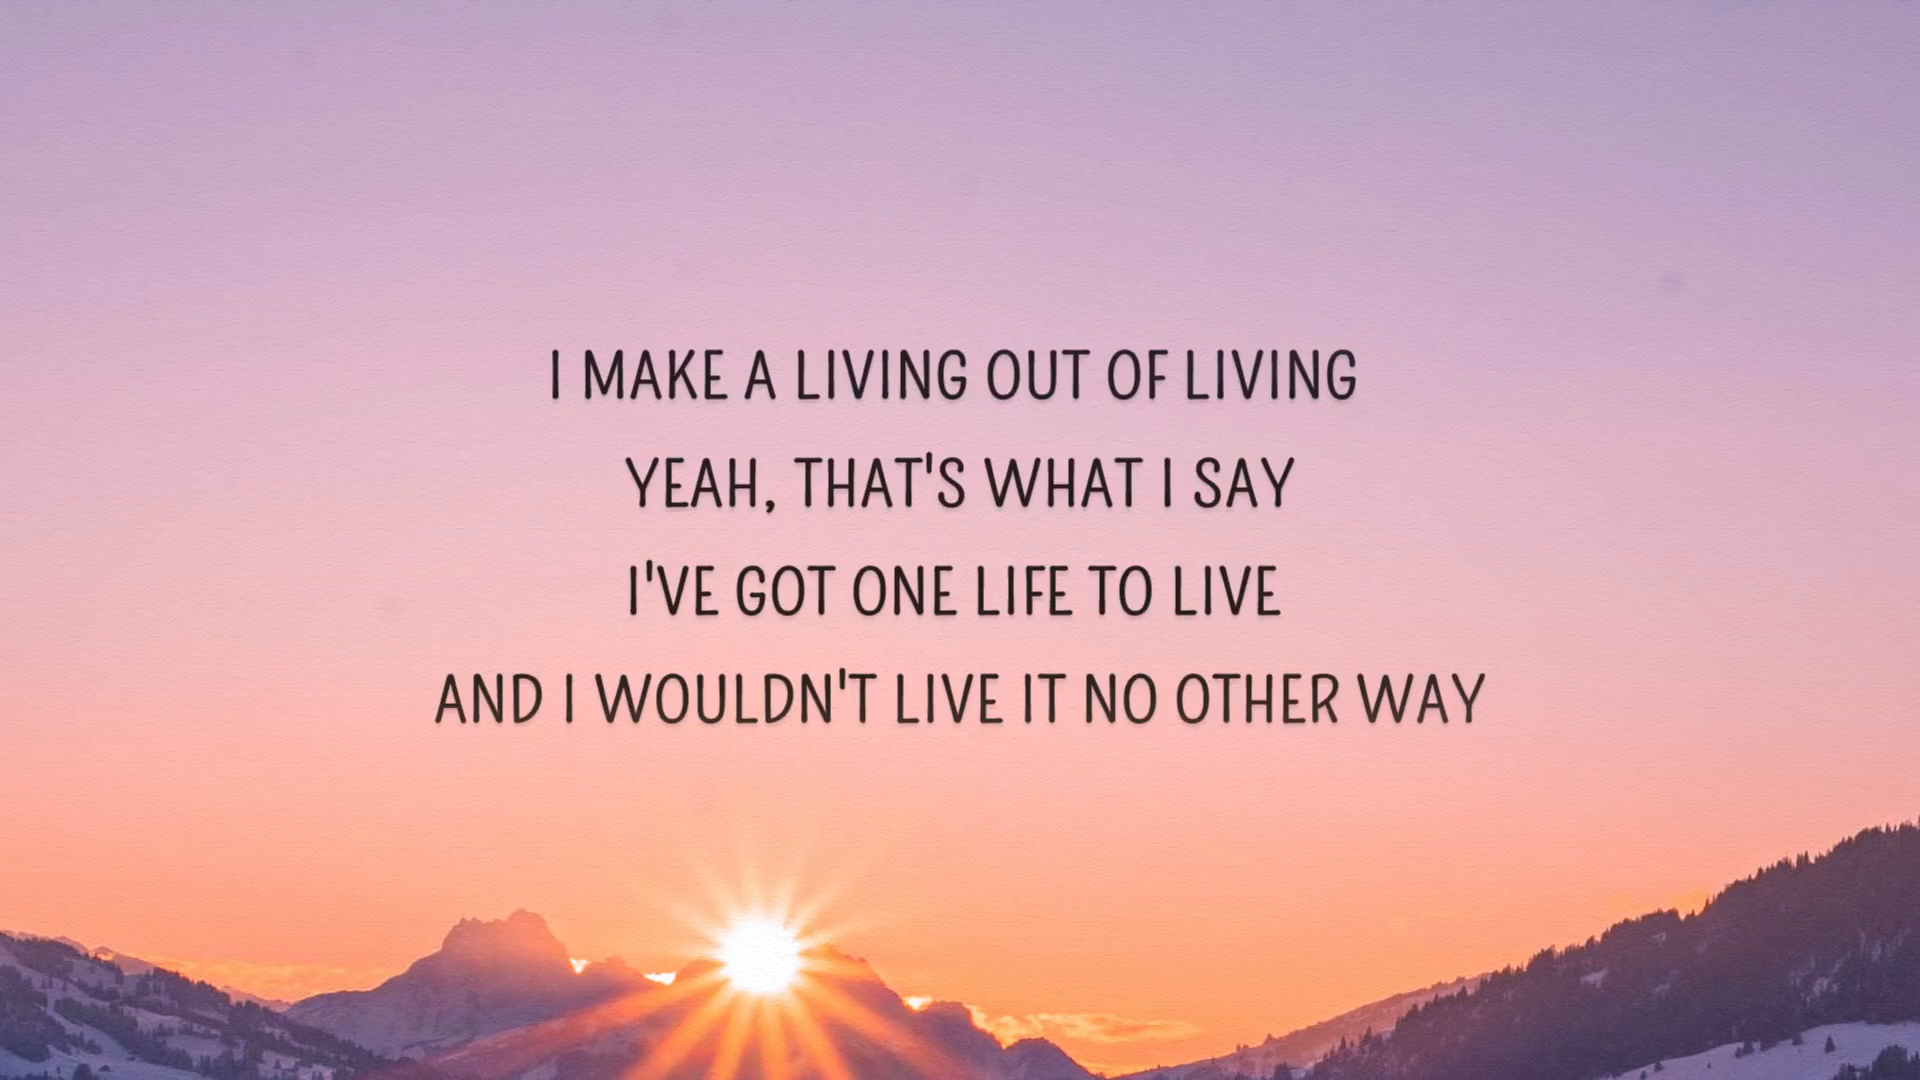 I MAKE A LIVING OUT OF LIVING
YEAH, THAT'S WHAT I SAY
I'VE GOT ONE LIFE TO LIVE
AND I WOULDN'T LIVE IT NO OTHER WAY